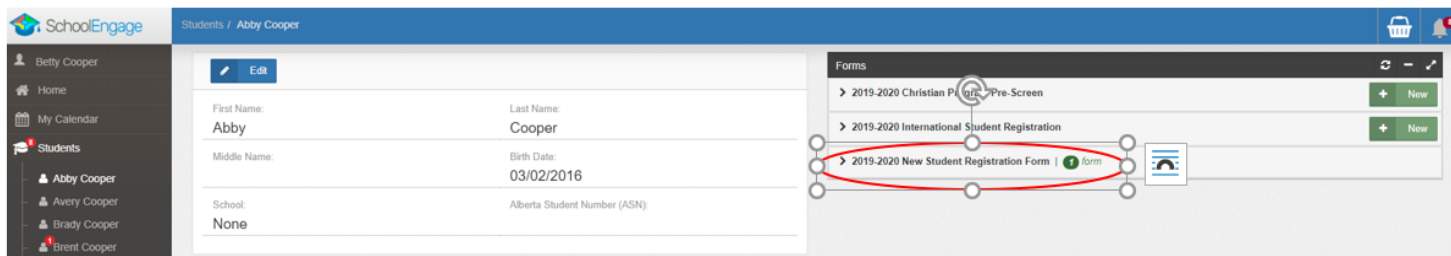 SchoolEngage
Students / Abby Cooper
8
Betty Cooper
Home
My Calendar
8
Students
Abby Cooper
Avery Cooper
Brady Cooper
1
Brent Cooper
Edit
First Name:
Abby
Last Name:
Cooper
Middle Name:
Birth Date:
03/02/2016
School:
None
Alberta Student Number (ASN):
Forms
2019-2020 Christian Pre-Screen
New
2019-2020 International Student Registration
New
2019-2020 New Student Registration Form | 1 form